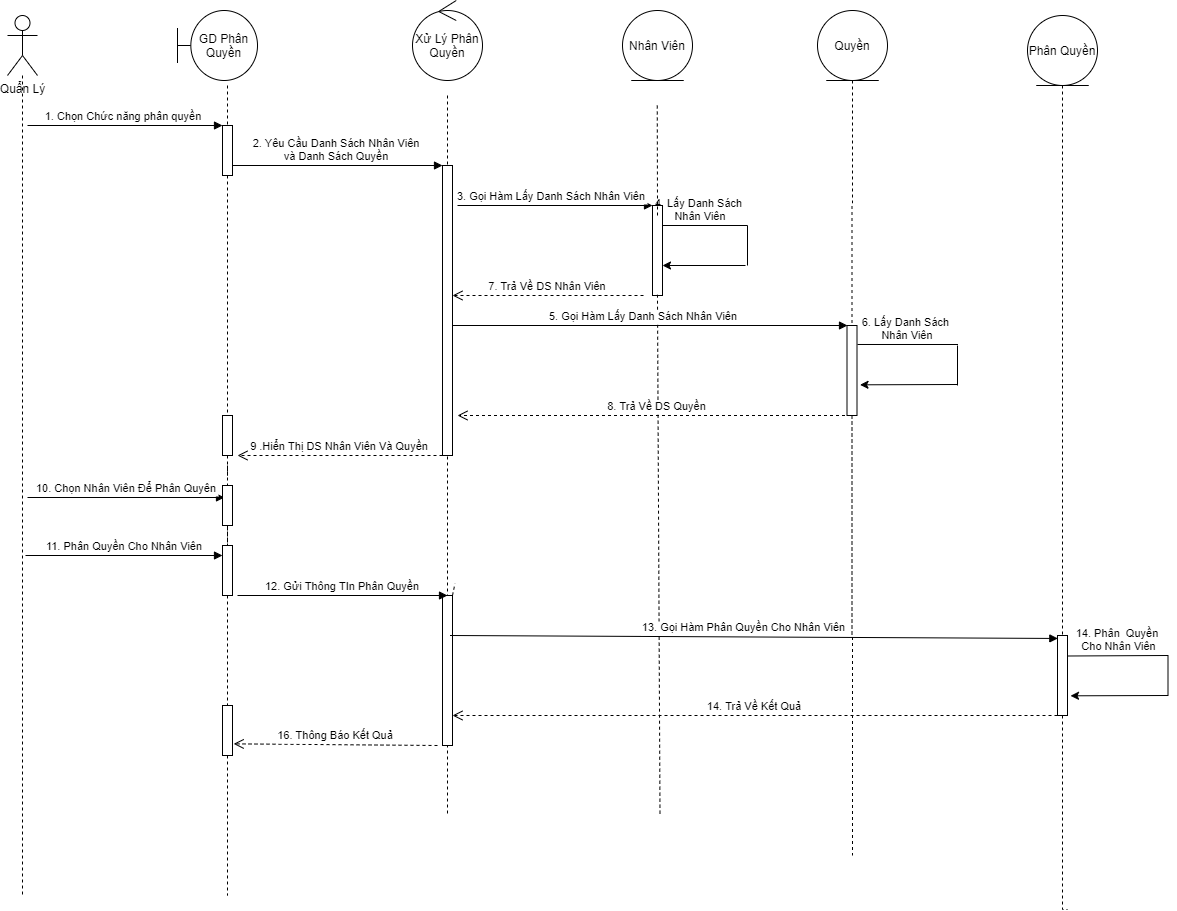 GD Phân
Quyền
Xử Lý Phân
Quyền
Nhân Viên
Quyền
Phân Quyền
Quản Lý
1. Chọn Chức năng phân quyền
2. Yêu Cầu Danh Sách Nhân Viên
và Danh Sách Quyền
3. Gọi Hàm Lấy Danh Sách Nhân Viên
4. Lấy Danh Sách
Nhân Viên
7. Trả Về DS Nhân Viên
5. Gọi Hàm Lấy Danh Sách Nhân Viên
6. Lấy Danh Sách
Nhân Viên
8. Trả Về DS Quyền
9 .Hiển Thị DS Nhân Viên Và Quyền
10. Chọn Nhân Viên Để Phân Quyên
11. Phân Quyền Cho Nhân Viên
12. Gửi Thông TIn Phân Quyền
13. Gọi Hàm Phân Quyền Cho Nhân Viên
14. Phân Quyền
Cho Nhân Viên
14. Trả Về Kết Quả
16. Thông Báo Kết Quả